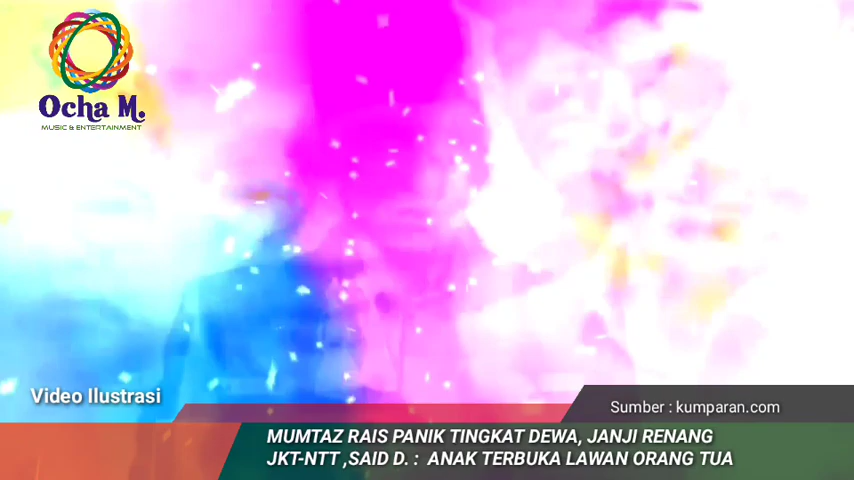 Ocha M.
MUSIC & ENTERTAINMENT
Video Ilustrasi
Sumber : kumparan.com
MUMTAZ RAIS PANIK TINGKAT DEWA, JANJI RENANG
JKT-NTT ,SAID D. : ANAK TERBUKA LAWAN ORANG TUA